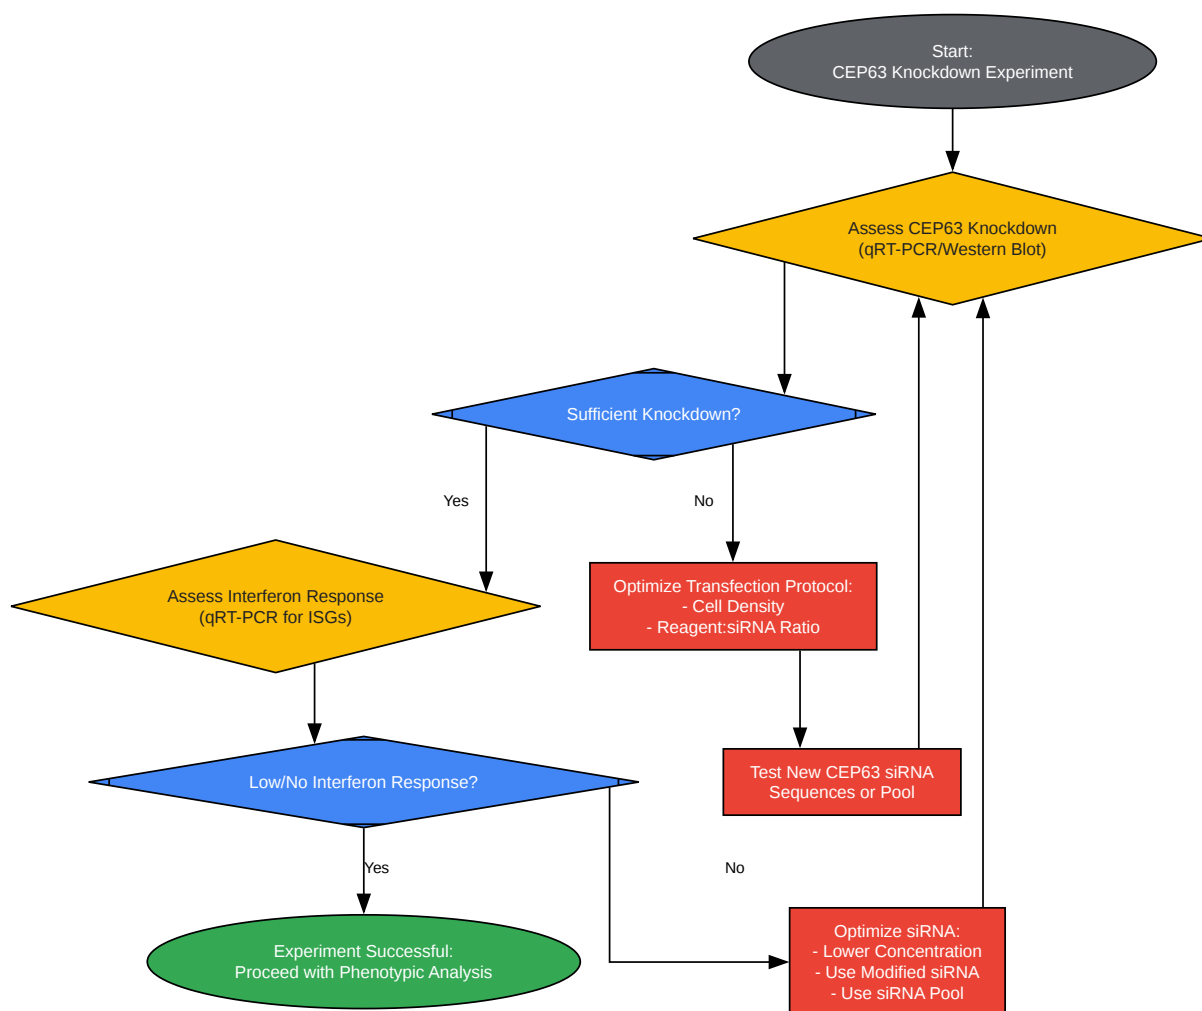 Start:
CEP63 Knockdown Experiment
Assess CEP63 Knockdown
(qRT-PCR/Western Blot)
Sufficient Knockdown?
Yes
No
Assess Interferon Response
(qRT-PCR for ISGs)
Optimize Transfection Protocol:
- Cell Density
- Reagent:siRNA Ratio
Low/No Interferon Response?
Test New CEP63 siRNA
Sequences or Pool
Yes
No
Experiment Successful:
Proceed with Phenotypic Analysis
Optimize siRNA:
- Lower Concentration
- Use Modified siRNA
- Use siRNA Pool